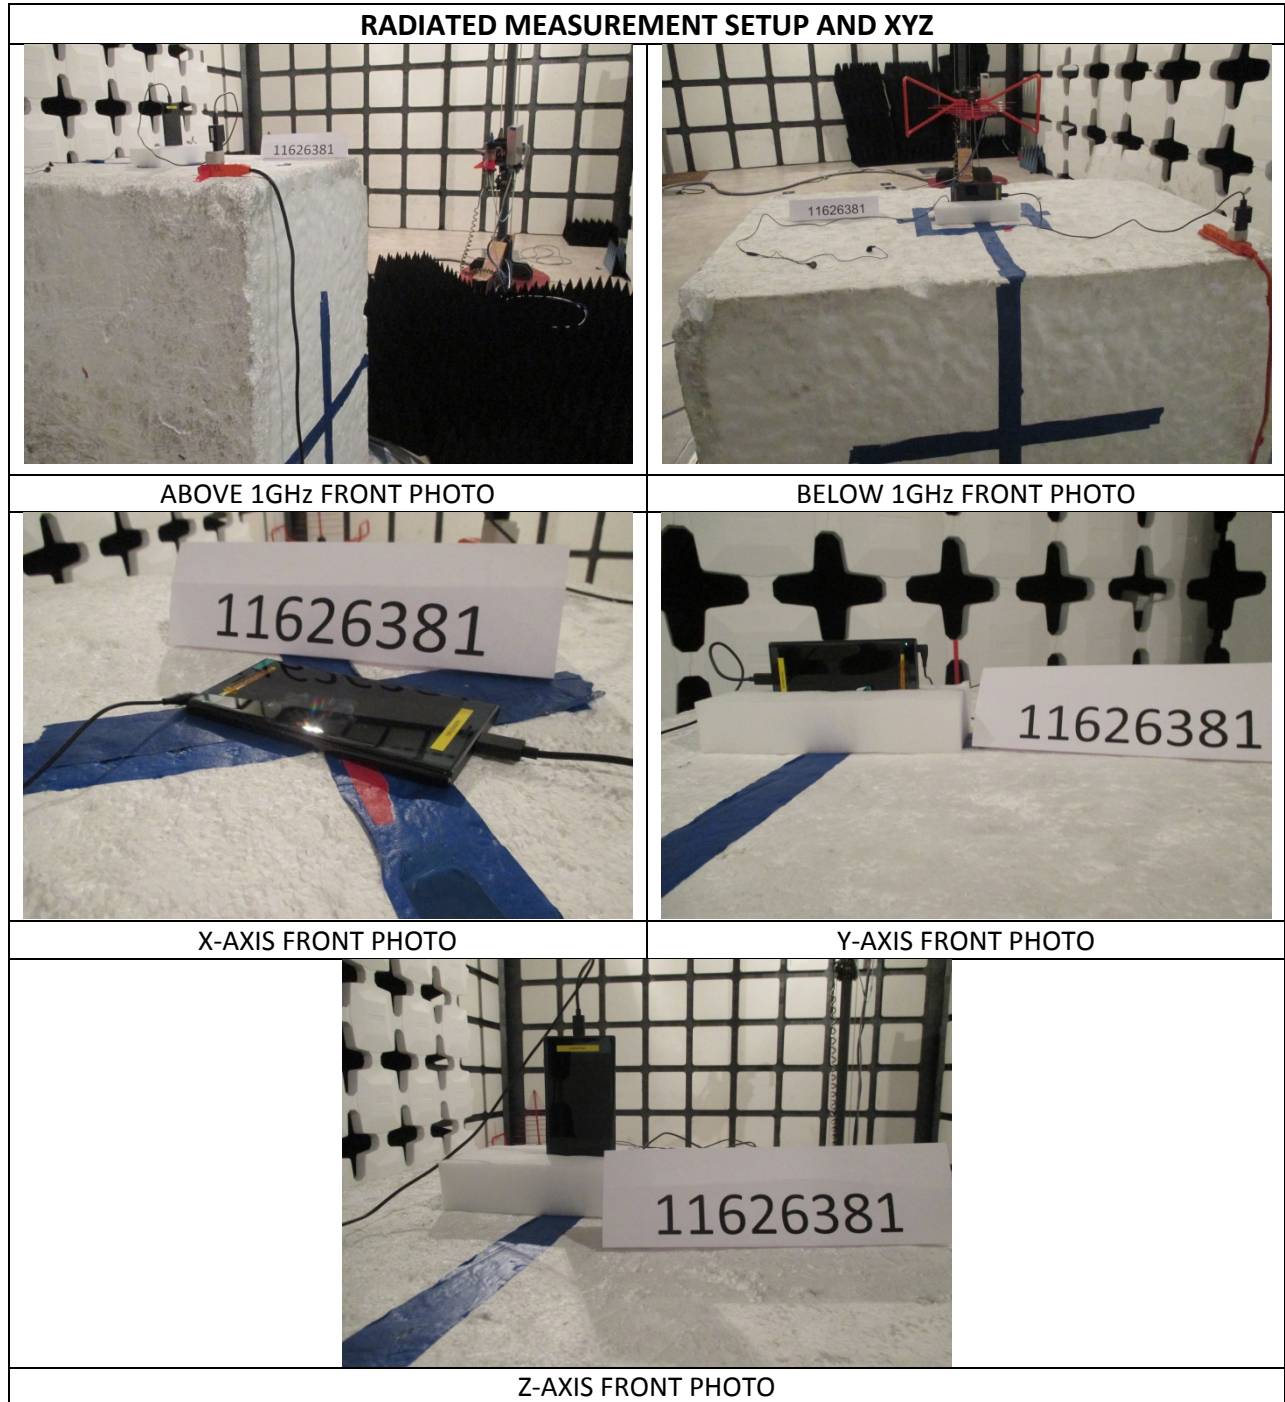 RADIATED MEASUREMENT SETUP AND XYZ
11626381
11626381
ABOVE 1GHz FRONT PHOTO
BELOW 1GHz FRONT PHOTO
11626381
11626381
X-AXIS FRONT PHOTO
Y-AXIS FRONT PHOTO
11626381
Z-AXIS FRONT PHOTO